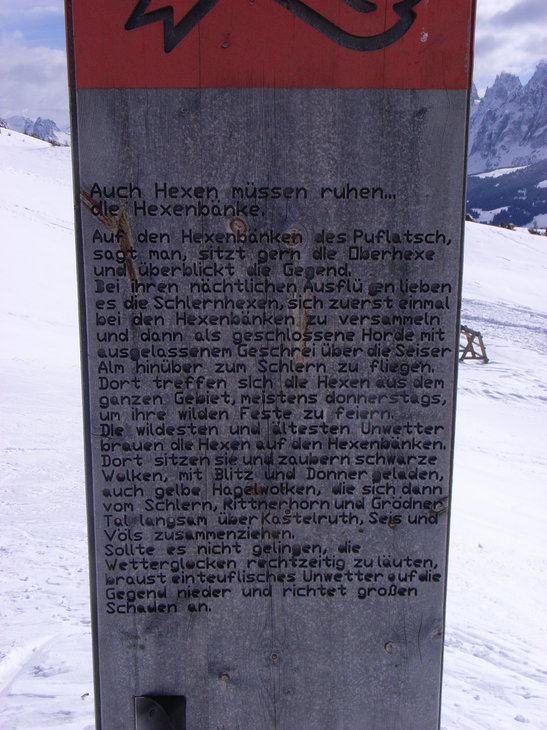 Auch Hexen müssen ruhen...
die Hexenbänke.
Auf den Hexenbänken des Puflatsch,
sagt man, sitzt gern die Oberhexe
und überblickt die Gegend.
Bei ihren nächtlichen Ausflü gen lieben
es die Schlernhexen, sich zuerst einmal
bei den Hexenbänken zu versammeln
und dann als geschlossene Horde mit
ausgelassenem Geschrei über die Seiser
Alm hinüber zum Schlern zu fliegen.
Dort treffen sich die Hexen aus dem
ganzen Gebiet, meistens donnerstags,
um ihre wilden Feste zu feiern.
Die wildesten und ältesten Unwetter
brauen die Hexen auf den Hexenbänken.
Dort sitzen sie und zaubern schwarze
Wolken, mit Blitz und Donner geladen,
auch gelbe Hagelwolken, die sich dann
vom Schlern, Rittnerhorn und Grödner
Tal langsam über Kastelruth, Seis und
Völs zusammenziehen.
Sollte es nicht gelingen, die
Wetterglocken rechtzeitig zu läuten,
braust ein teuflisches Unwetter auf die
Gegend nieder und richtet großen
Schaden an.